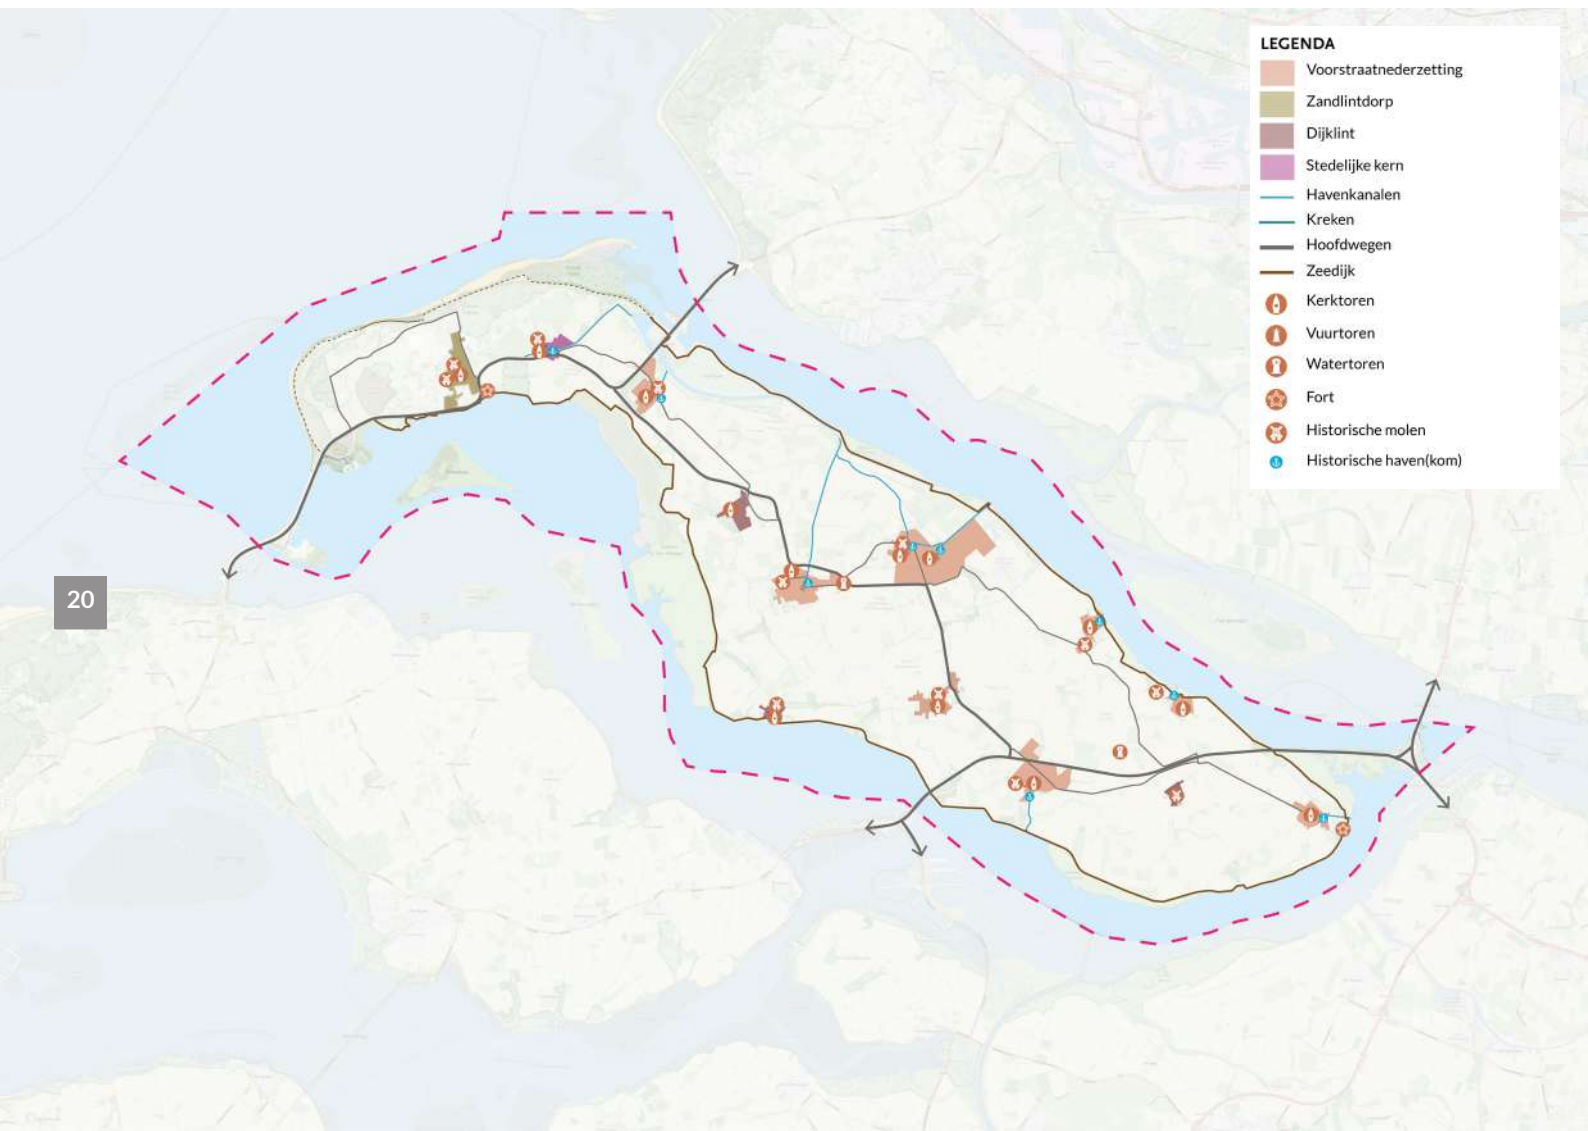 LEGENDA
Voorstraatnederzetting
Zandlintdorp
Dijklint
Stedelijke kern
Havenkanalen
Kreken
Hoofdwegen
Zeedijk
Kerktoren
Vuurtoren
Watertoren
Fort
Historische molen
Historische haven(kom)
20